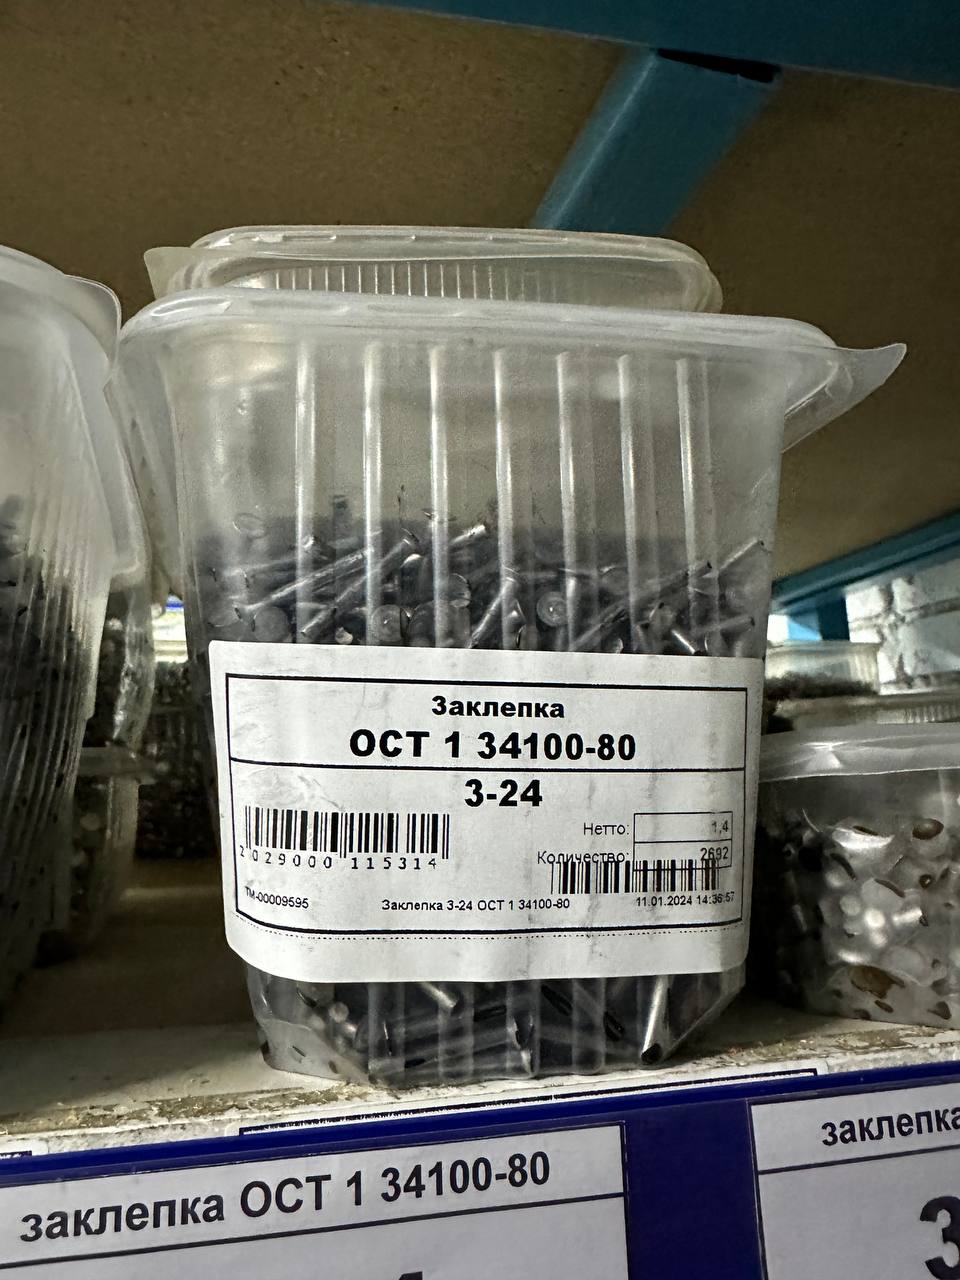 Заклепка
ОСТ 1 34100-80
3-24
Нетто: 1,4
Количество: 2692
2 029000 115314
ТМ-00009595
Заклепка 3-24 ОСТ 1 34100-80
11.01.2024 14:36:57
заклепка ОСТ 1 34100-80
заклепка
3